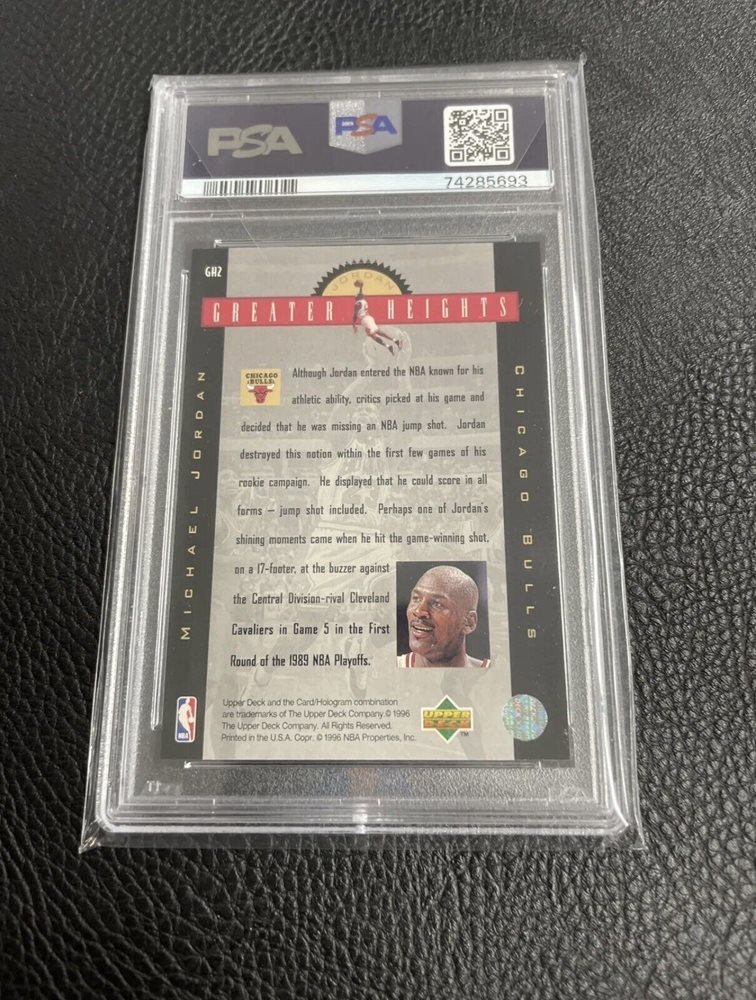 PSA
PSA
74285693
GH2
JORDAN
GREATER HEIGHTS
CHICAGO
BULLS
Although Jordan entered the NBA known for his
athletic ability, critics picked at his game and
decided that he was missing an NBA jump shot. Jordan
destroyed this notion within the first few games of his
rookie campaign. He displayed that he could score in all
forms — jump shot included. Perhaps one of Jordan's
shining moments came when he hit the game-winning shot,
on a 17-footer, at the buzzer against
the Central Division-rival Cleveland
Cavaliers in Game 5 in the First
Round of the 1989 NBA Playoffs.
MICHAEL JORDAN
CHICAGO BULLS
NBA
Upper Deck and the Card/Hologram combination
are trademarks of The Upper Deck Company. © 1996
The Upper Deck Company. All Rights Reserved.
Printed in the U.S.A. Copr. © 1996 NBA Properties, Inc.
UPPER
DECK
TM